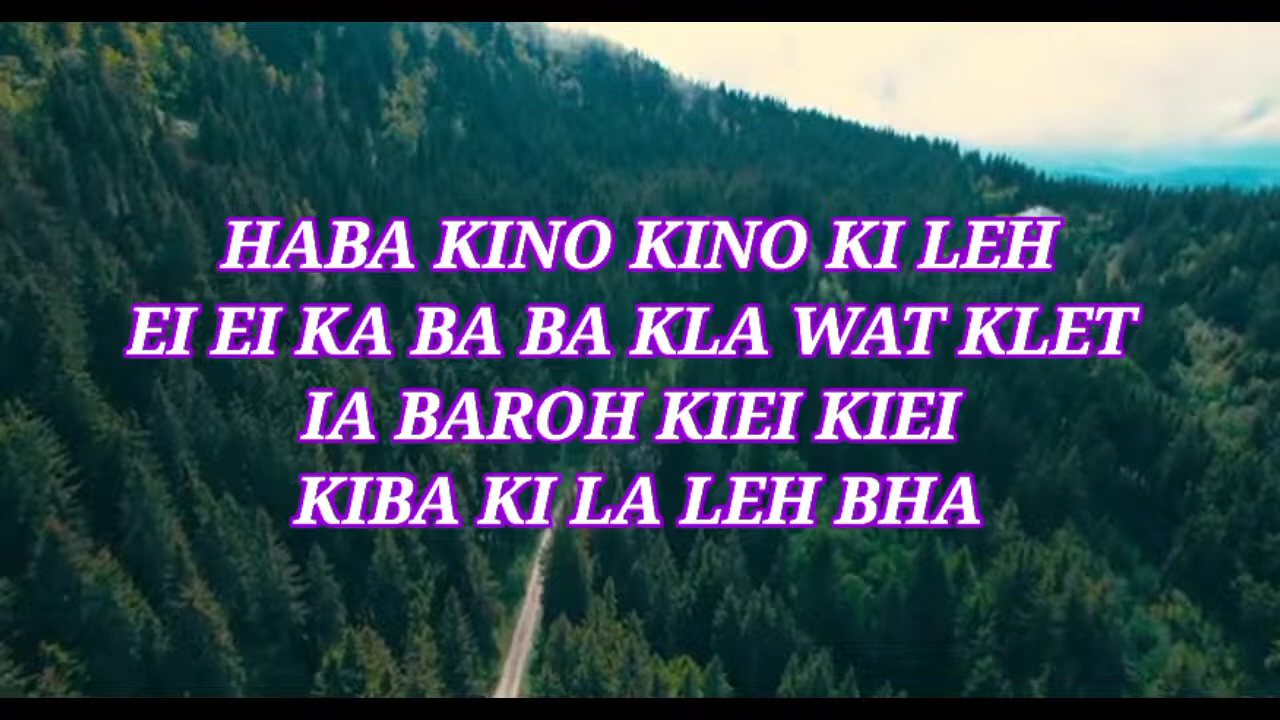 HABA KINO KINO KI LEH
EI EI KA BA BA KLA WAT KLET
IA BAROH KIEI KIEI
KIBA KI LA LEH BHA